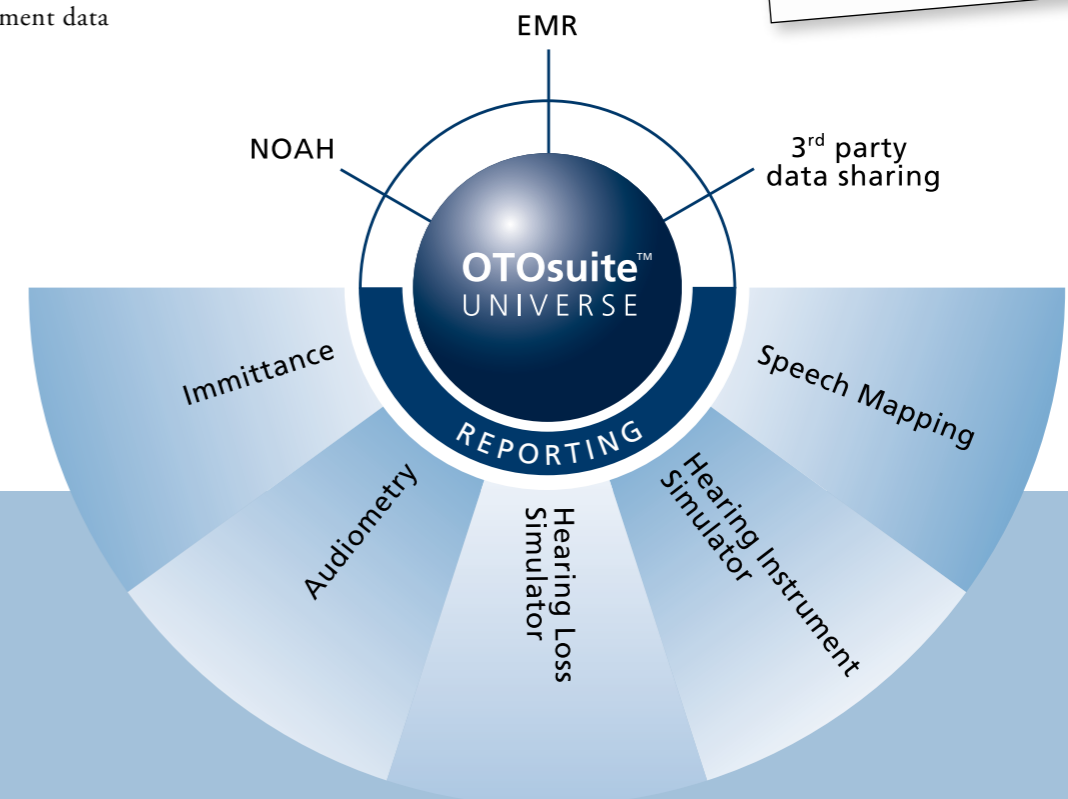 ment data
EMR
NOAH
3rd party
data sharing
OTOsuite™
UNIVERSE
REPORTING
Immittance
Audiometry
Hearing Loss
Simulator
Hearing Instrument
Simulator
Speech Mapping